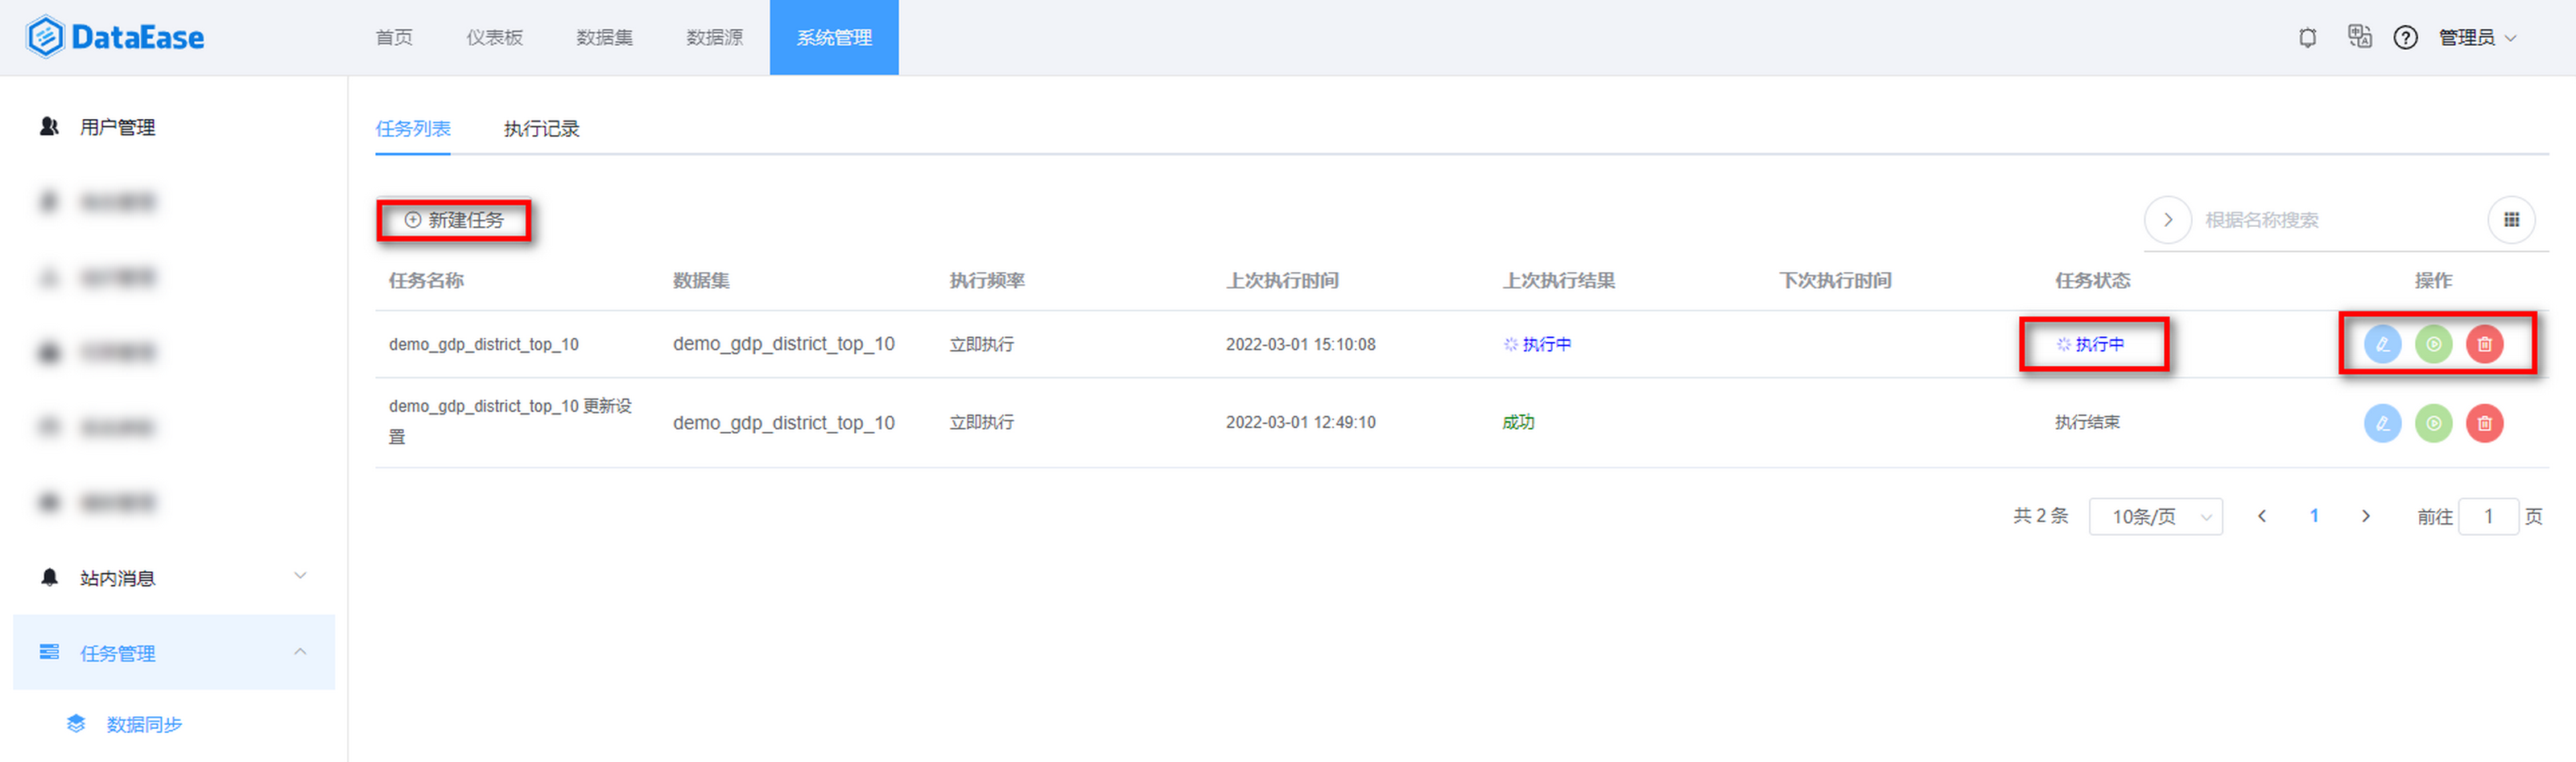 DataEase 首页 仪表板 数据集 数据源 系统管理 管理员
用户管理
站内消息
任务管理
数据同步
任务列表 执行记录
新建任务 根据名称搜索
任务名称 数据集 执行频率 上次执行时间 上次执行结果 下次执行时间 任务状态 操作
demo_gdp_district_top_10 demo_gdp_district_top_10 立即执行 2022-03-01 15:10:08 执行中 执行中
demo_gdp_district_top_10 更新设
置 demo_gdp_district_top_10 立即执行 2022-03-01 12:49:10 成功 执行结束
共 2 条 10条/页 1 前往 1 页